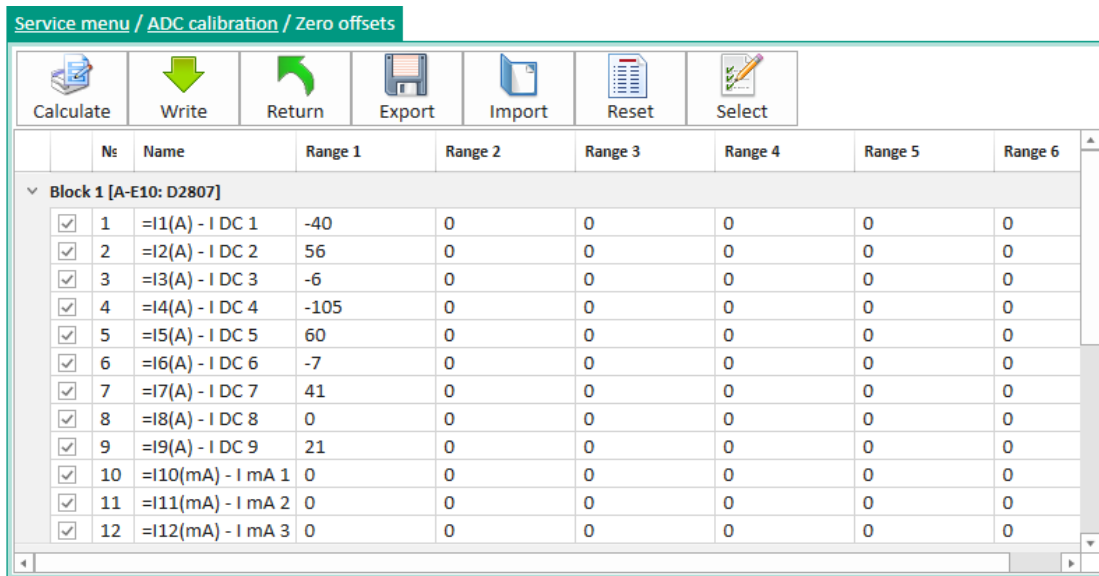 Service menu / ADC calibration / Zero offsets
Calculate Write Return Export Import Reset Select
№ Name Range 1 Range 2 Range 3 Range 4 Range 5 Range 6
Block 1 [A-E10: D2807]
1 =I1(A) - I DC 1 -40 0 0 0 0 0
2 =I2(A) - I DC 2 56 0 0 0 0 0
3 =I3(A) - I DC 3 -6 0 0 0 0 0
4 =I4(A) - I DC 4 -105 0 0 0 0 0
5 =I5(A) - I DC 5 60 0 0 0 0 0
6 =I6(A) - I DC 6 -7 0 0 0 0 0
7 =I7(A) - I DC 7 41 0 0 0 0 0
8 =I8(A) - I DC 8 0 0 0 0 0 0
9 =I9(A) - I DC 9 21 0 0 0 0 0
10 =I10(mA) - I mA 1 0 0 0 0 0 0
11 =I11(mA) - I mA 2 0 0 0 0 0 0
12 =I12(mA) - I mA 3 0 0 0 0 0 0